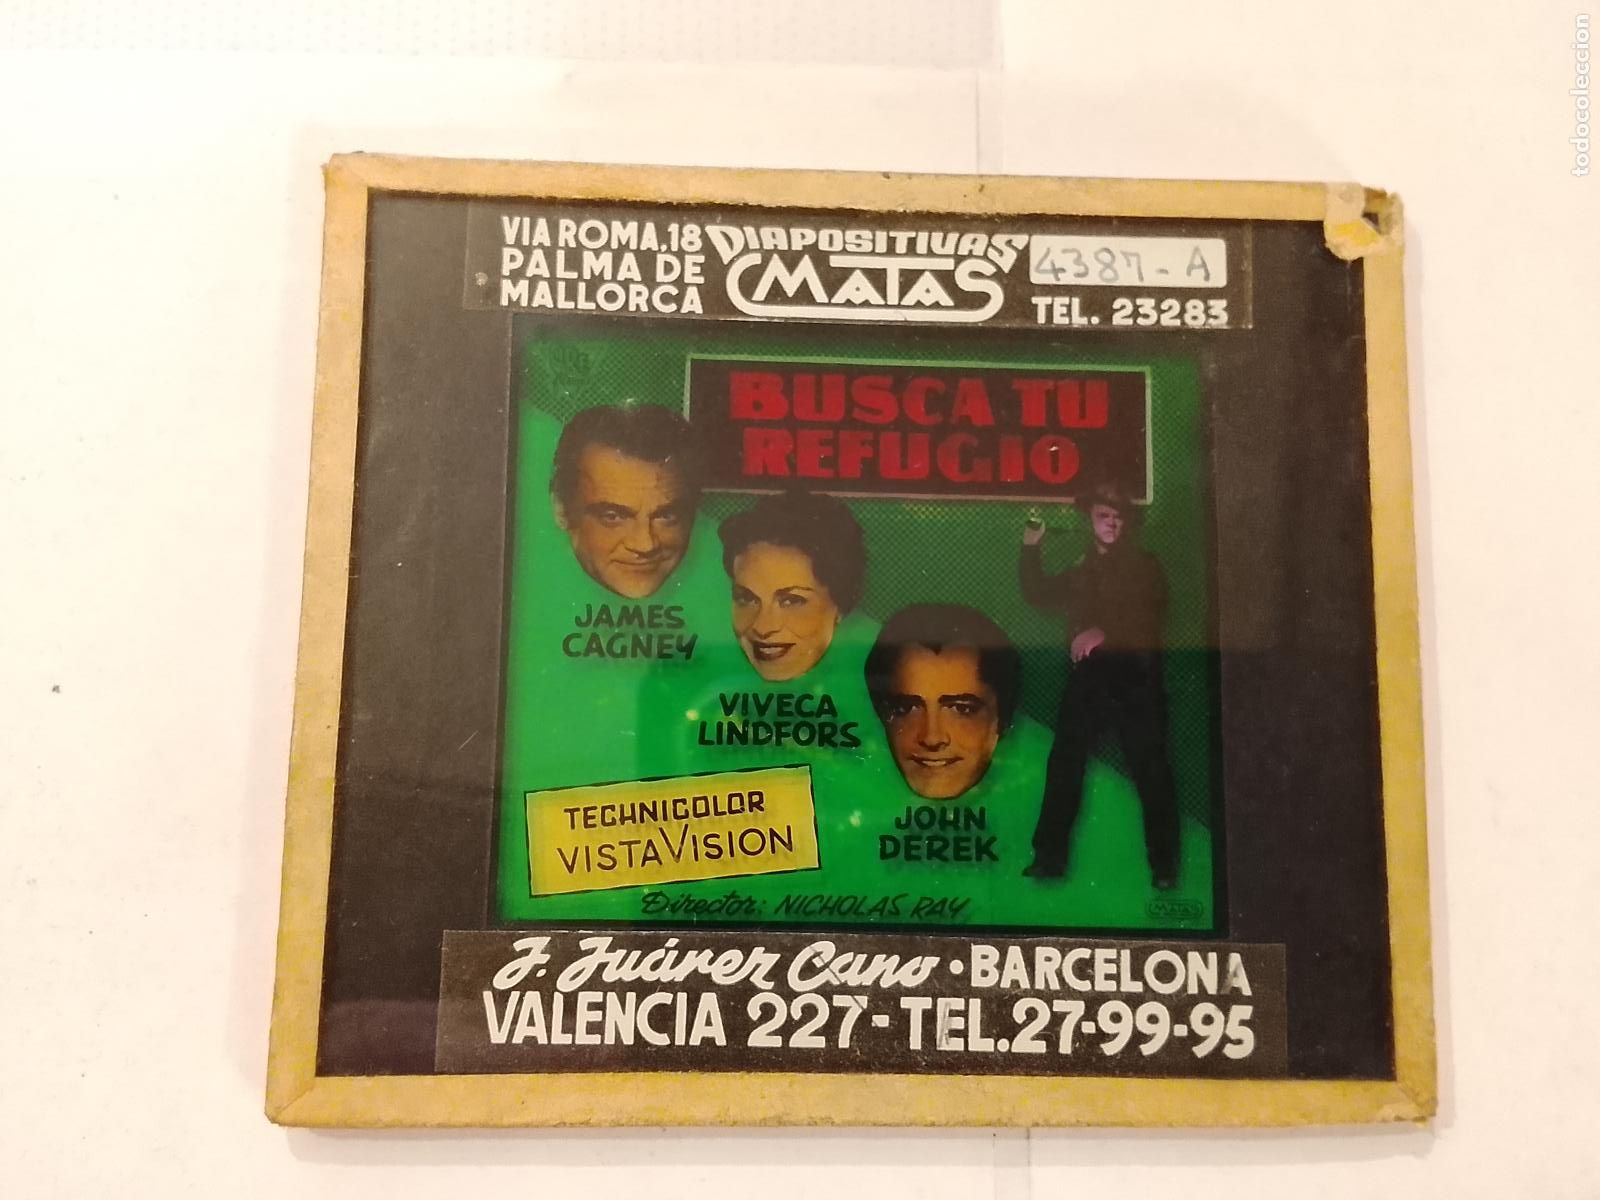 VIA ROMA, 18
PALMA DE
MALLORCA
DIAPOSITIVAS
MATAS
4387-A
TEL. 23283
BUSCA TU
REFUGIO
JAMES
CAGNEY
VIVECA
LINDFORS
JOHN
DEREK
TECHNICOLOR
VISTAVISION
Director: NICHOLAS RAY
MATAS
J. Juárez Cano · BARCELONA
VALENCIA 227 - TEL. 27-99-95
todocoleccion